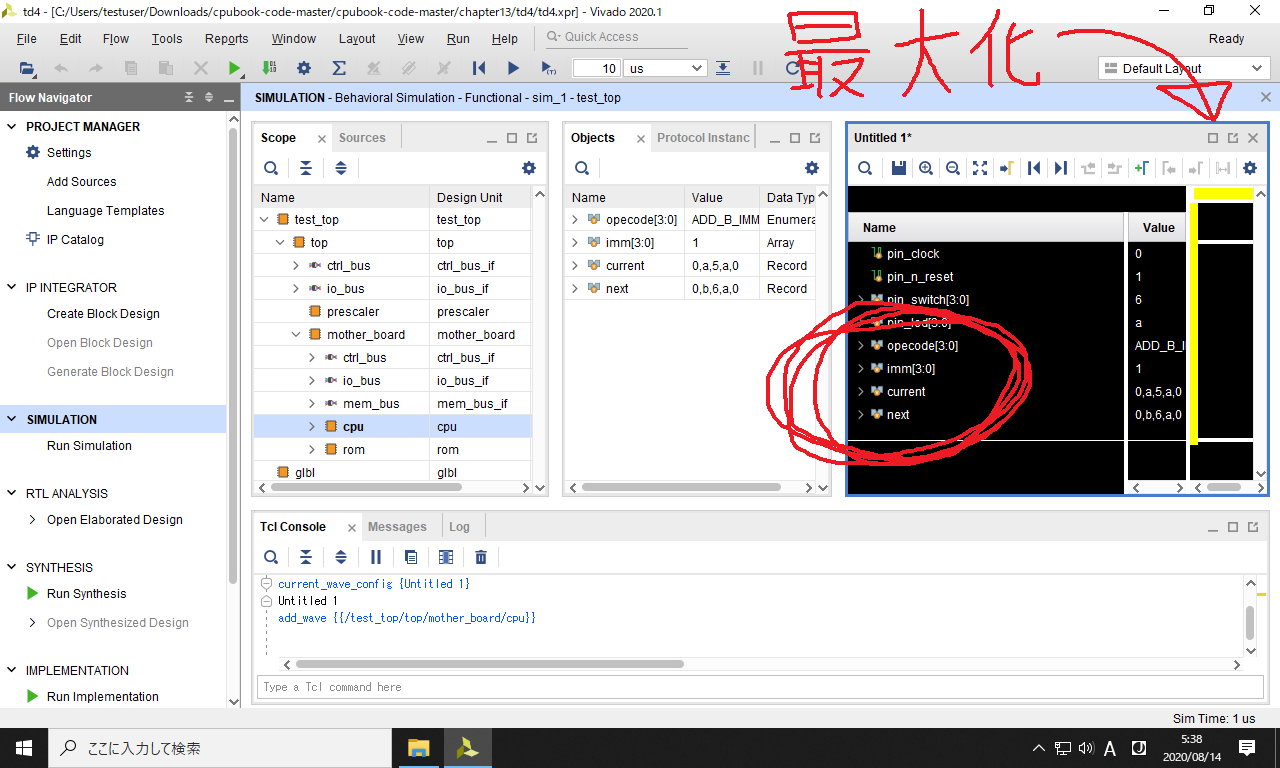 td4 - [C:/Users/testuser/Downloads/cpubook-code-master/cpubook-code-master/chapter13/td4/td4.xpr] - Vivado 2020.1
File Edit Flow Tools Reports Window Layout View Run Help Quick Access
Ready
最大化
10 us
Default Layout
Flow Navigator
SIMULATION - Behavioral Simulation - Functional - sim_1 - test_top
PROJECT MANAGER
Settings
Add Sources
Language Templates
IP Catalog
IP INTEGRATOR
Create Block Design
Open Block Design
Generate Block Design
SIMULATION
Run Simulation
RTL ANALYSIS
Open Elaborated Design
SYNTHESIS
Run Synthesis
Open Synthesized Design
IMPLEMENTATION
Run Implementation
Scope Sources
Name Design Unit
test_top test_top
top top
ctrl_bus ctrl_bus_if
io_bus io_bus_if
prescaler prescaler
mother_board mother_board
ctrl_bus ctrl_bus_if
io_bus io_bus_if
mem_bus mem_bus_if
cpu cpu
rom rom
glbl glbl
Objects Protocol Instanc
Name Value Data Typ
opecode[3:0] ADD_B_IMM Enumera
imm[3:0] 1 Array
current 0,a,5,a,0 Record
next 0,b,6,a,0 Record
Untitled 1*
Name Value
pin_clock 0
pin_n_reset 1
pin_switch[3:0] 6
pin_led[3:0] a
opecode[3:0] ADD_B_I
imm[3:0] 1
current 0,a,5,a,0
next 0,b,6,a,0
Tcl Console Messages Log
current_wave_config {Untitled 1}
Untitled 1
add_wave {{/test_top/top/mother_board/cpu}}
Type a Tcl command here
Sim Time: 1 us
ここに入力して検索
A J
5:38
2020/08/14